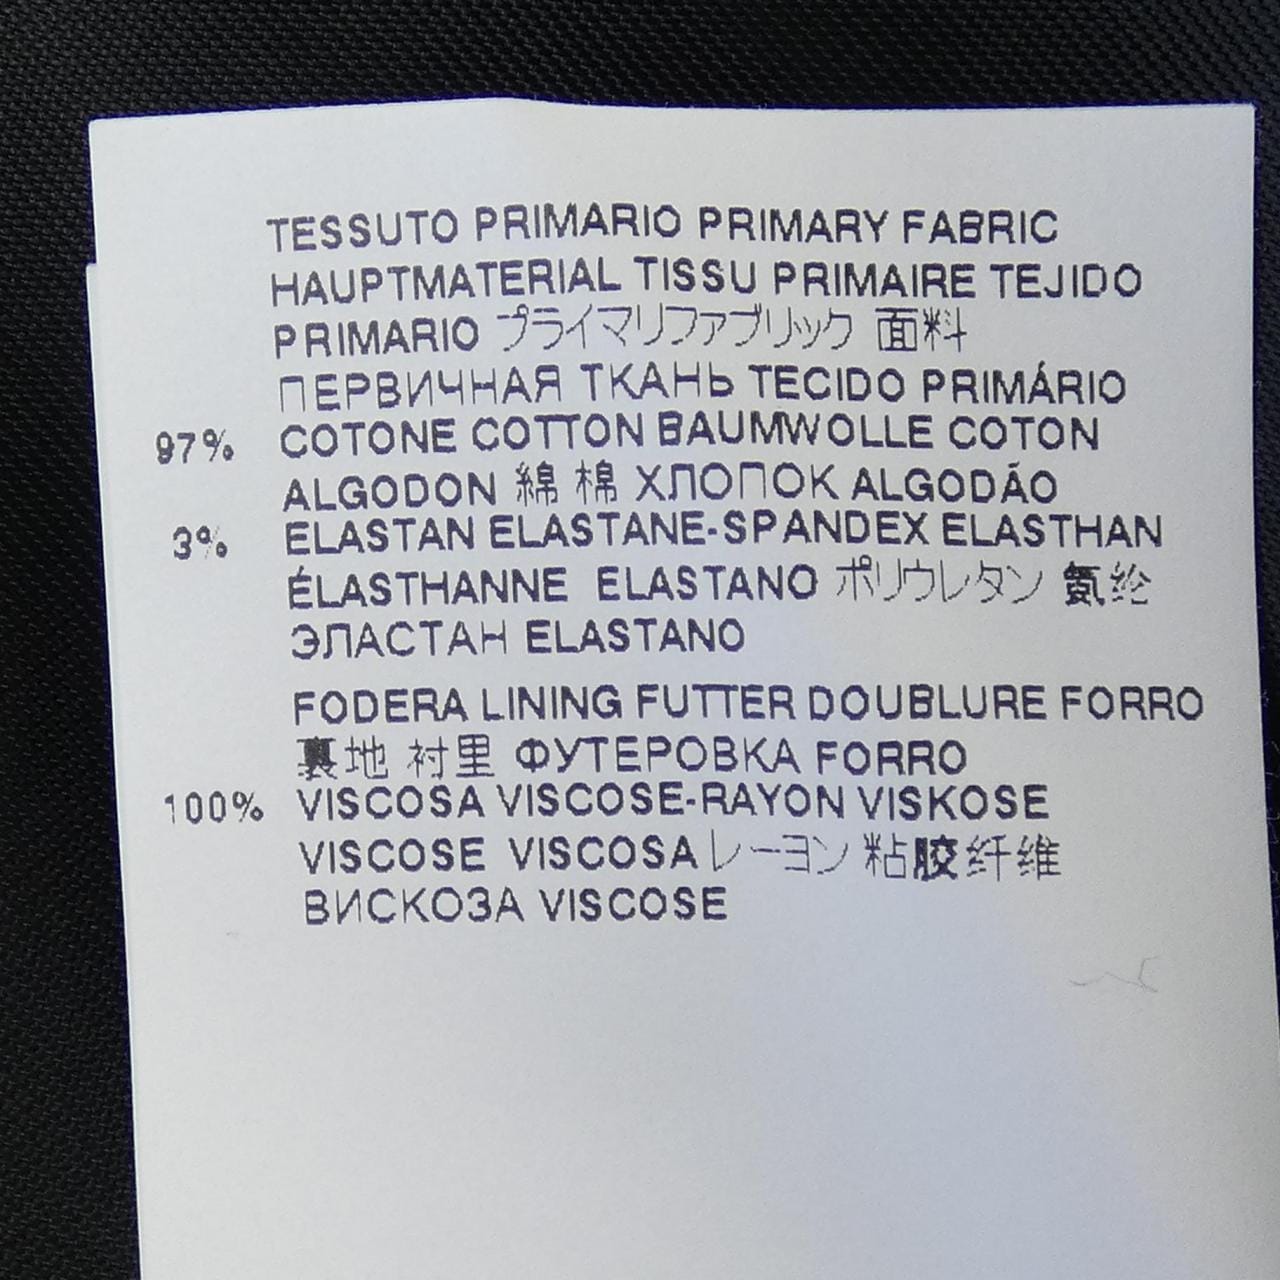 TESSUTO PRIMARIO PRIMARY FABRIC
HAUPTMATERIAL TISSU PRIMAIRE TEJIDO
PRIMARIO プライマリファブリック 面料
ПЕРВИЧНАЯ ТКАНЬ TECIDO PRIMÁRIO
97% COTONE COTTON BAUMWOLLE COTON
ALGODON 綿 棉 ХЛОПОК ALGODÃO
3% ELASTAN ELASTANE-SPANDEX ELASTHAN
ÉLASTHANNE ELASTANO ポリウレタン 氨纶
ЭЛАСТАН ELASTANO
FODERA LINING FUTTER DOUBLURE FORRO
裏地 衬里 ФУТЕРОВКА FORRO
100% VISCOSA VISCOSE-RAYON VISKOSE
VISCOSE VISCOSA レーヨン 粘胶纤维
ВИСКОЗА VISCOSE